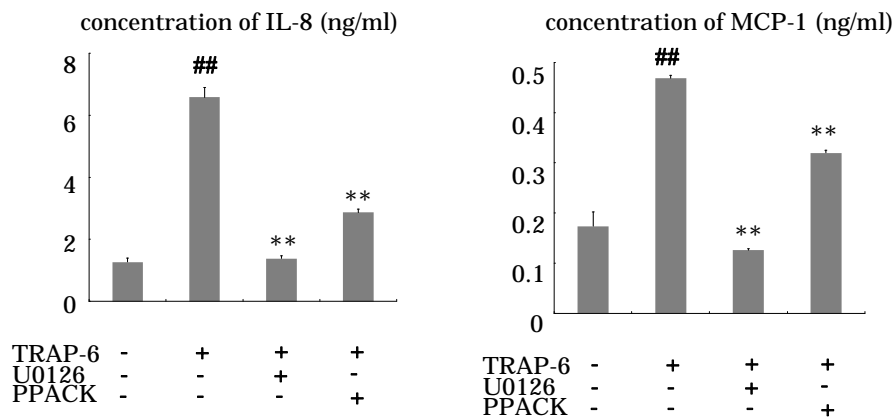 concentration of IL-8 (ng/ml)
8
6
4
2
0
##
**
**
TRAP-6 - + + +
U0126 - - + -
PPACK - - - +
concentration of MCP-1 (ng/ml)
0.5
0.4
0.3
0.2
0.1
0
##
**
**
TRAP-6 - + + +
U0126 - - + -
PPACK - - - +